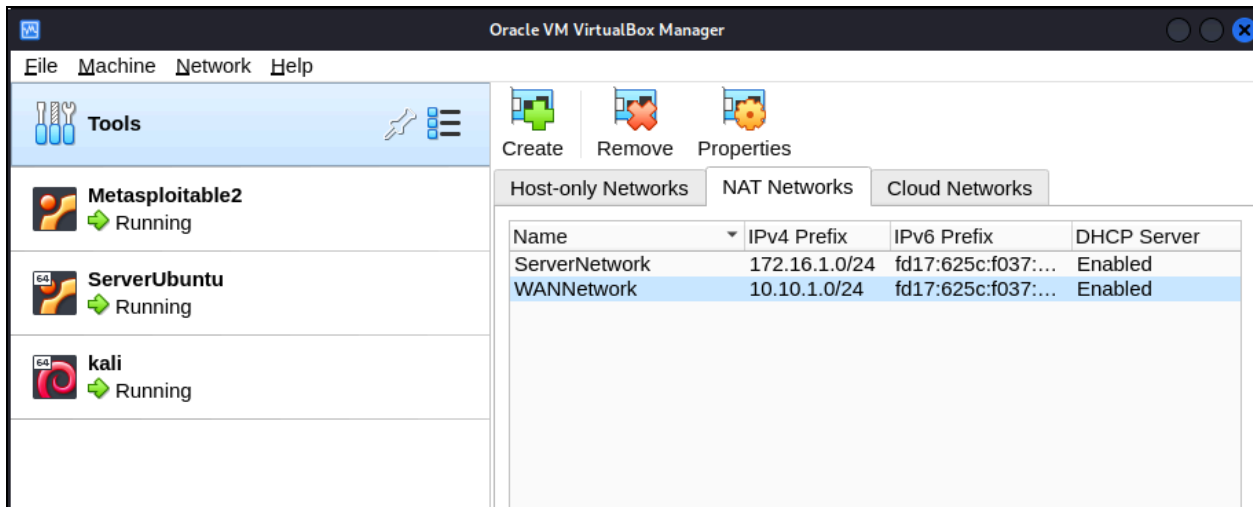 Oracle VM VirtualBox Manager
File Machine Network Help
Tools
Create Remove Properties
Host-only Networks NAT Networks Cloud Networks
Metasploitable2
Running
Name IPv4 Prefix IPv6 Prefix DHCP Server
ServerNetwork 172.16.1.0/24 fd17:625c:f037:... Enabled
WANNetwork 10.10.1.0/24 fd17:625c:f037:... Enabled
64
ServerUbuntu
Running
64
kali
Running